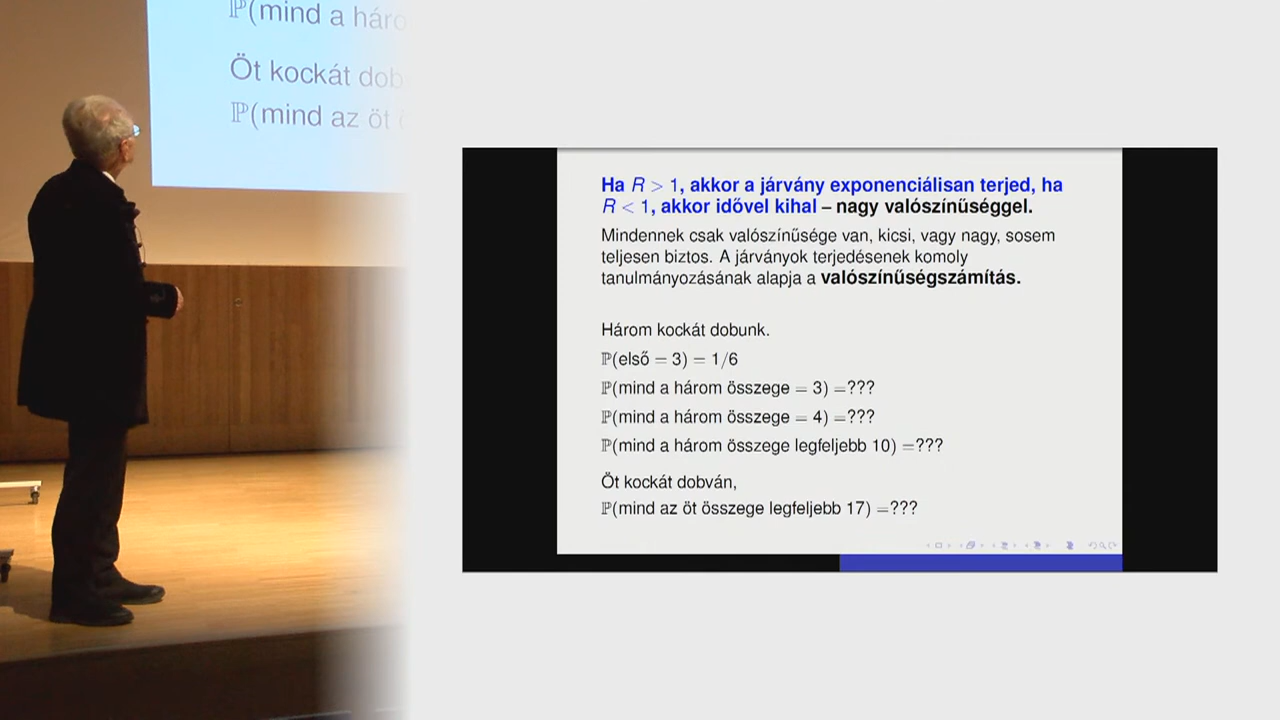 ℙ(mind a háro
Öt kockát dob
ℙ(mind az öt ö
Ha R > 1, akkor a járvány exponenciálisan terjed, ha
R < 1, akkor idővel kihal – nagy valószínűséggel.
Mindennek csak valószínűsége van, kicsi, vagy nagy, sosem
teljesen biztos. A járványok terjedésenek komoly
tanulmányozásának alapja a valószínűségszámítás.
Három kockát dobunk.
ℙ(első = 3) = 1/6
ℙ(mind a három összege = 3) =???
ℙ(mind a három összege = 4) =???
ℙ(mind a három összege legfeljebb 10) =???
Öt kockát dobván,
ℙ(mind az öt összege legfeljebb 17) =???